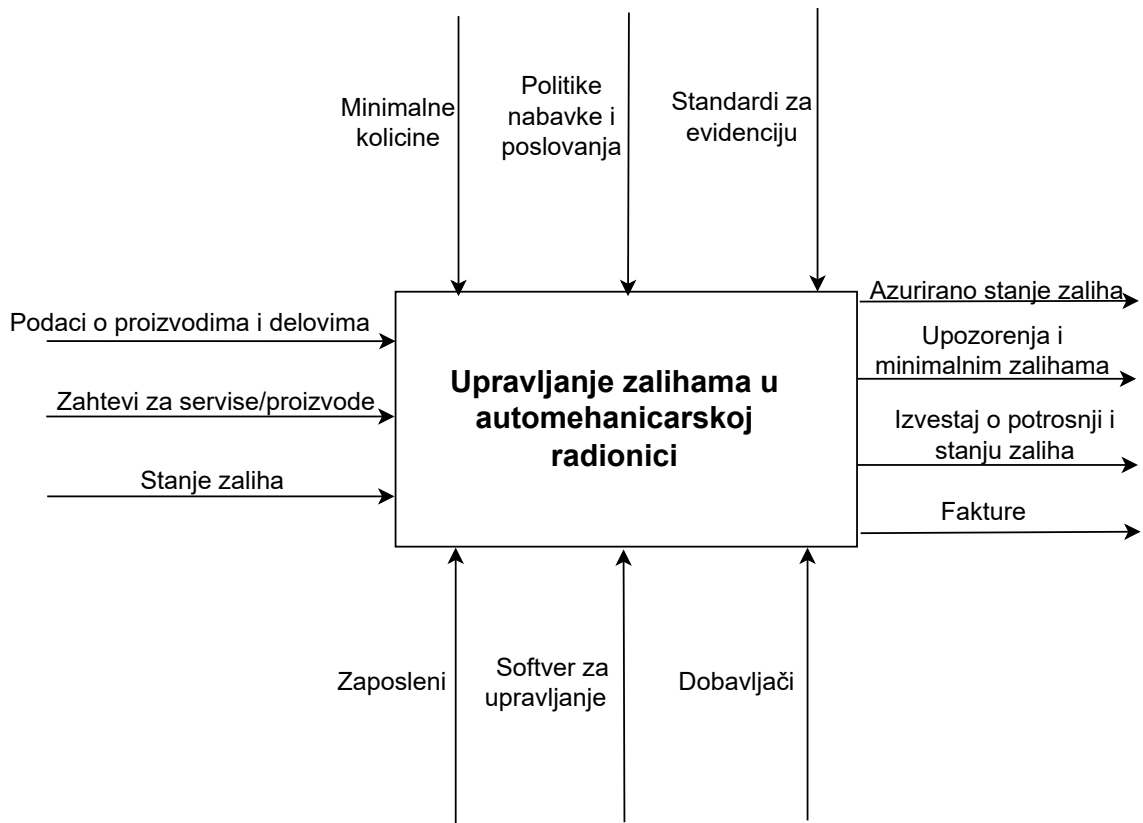 Minimalne
kolicine
Politike
nabavke i
poslovanja
Standardi za
evidenciju
Podaci o proizvodima i delovima
Zahtevi za servise/proizvode
Stanje zaliha
Upravljanje zalihama u
automehanicarskoj
radionici
Azurirano stanje zaliha
Upozorenja i
minimalnim zalihama
Izvestaj o potrosnji i
stanju zaliha
Fakture
Zaposleni
Softver za
upravljanje
Dobavljači